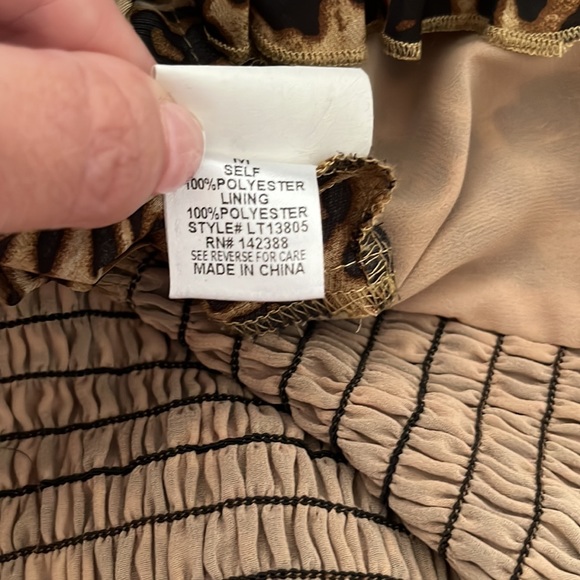 M
SELF
100%POLYESTER
LINING
100%POLYESTER
STYLE# LT13805
RN# 142388
SEE REVERSE FOR CARE
MADE IN CHINA